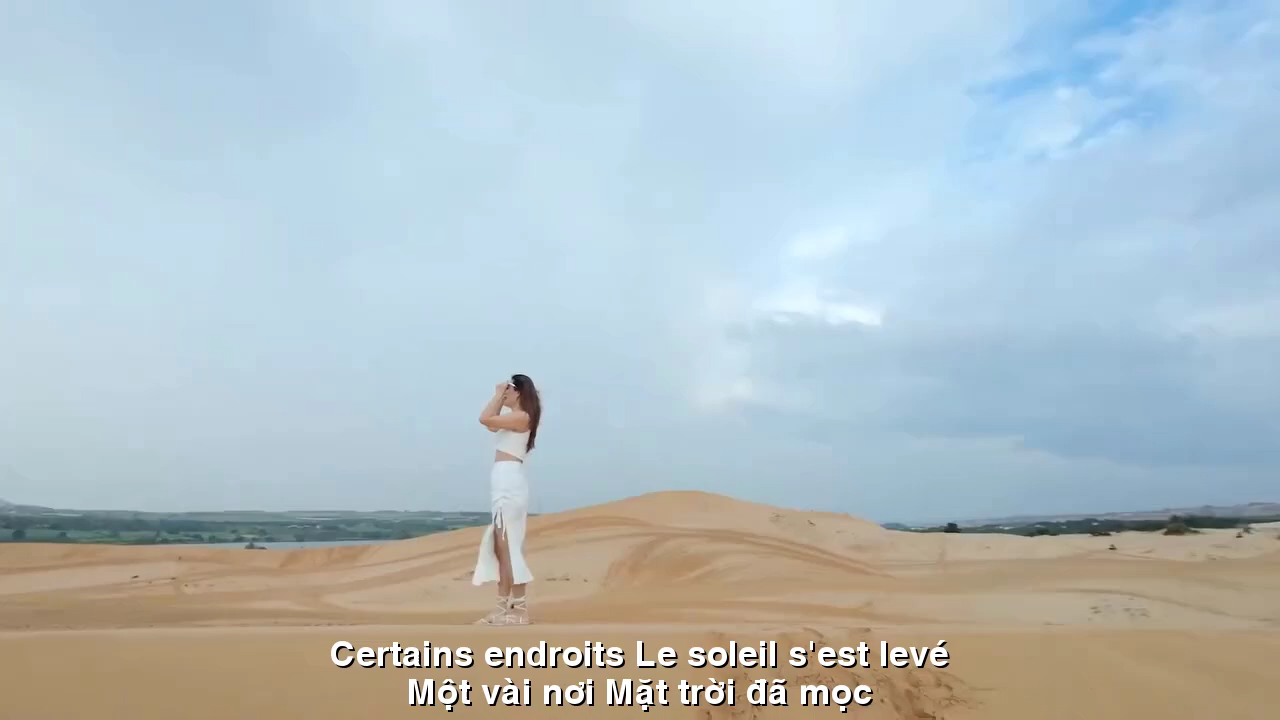 Certains endroits Le soleil s'est levé
Một vài nơi Mặt trời đã mọc